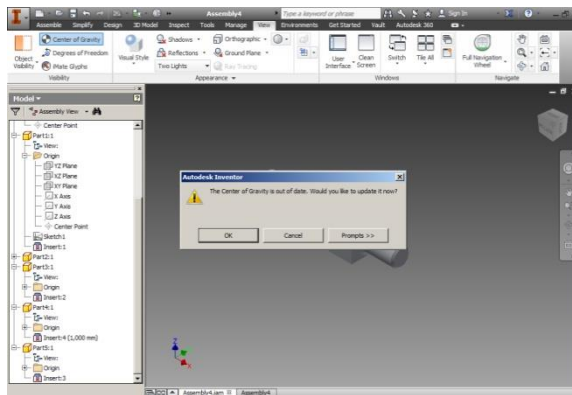 Assembly4
Type a keyword or phrase
Sign In
Assemble Simplify Design 3D Model Inspect Tools Manage View Environments Get Started Vault Autodesk 360
Center of Gravity
Degrees of Freedom
iMate Glyphs
Object Visibility
Visual Style
Shadows
Reflections
Two Lights
Orthographic
Ground Plane
Ray Tracing
User Interface
Clean Screen
Switch
Tile All
Full Navigation Wheel
Visibility
Appearance
Windows
Navigate
Model
Assembly View
Center Point
Part1:1
View:
Origin
YZ Plane
XZ Plane
XY Plane
X Axis
Y Axis
Z Axis
Center Point
Sketch1
Insert:1
Part2:1
Part3:1
View:
Origin
Insert:2
Part4:1
View:
Origin
Insert:4 (1,000 mm)
Part5:1
View:
Origin
Insert:3
Autodesk Inventor
The Center of Gravity is out of date. Would you like to update it now?
OK
Cancel
Prompts >>
Z
X
Assembly4.iam
Assembly4